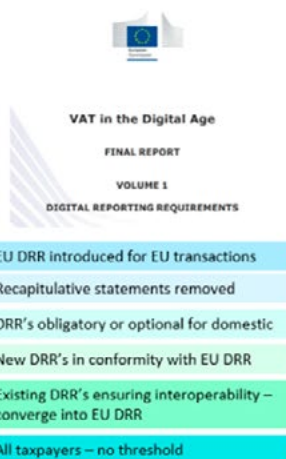 VAT in the Digital Age
FINAL REPORT
VOLUME 1
DIGITAL REPORTING REQUIREMENTS
EU DRR introduced for EU transactions
Recapitulative statements removed
DRR's obligatory or optional for domestic
New DRR's in conformity with EU DRR
Existing DRR's ensuring interoperability –
converge into EU DRR
All taxpayers – no threshold